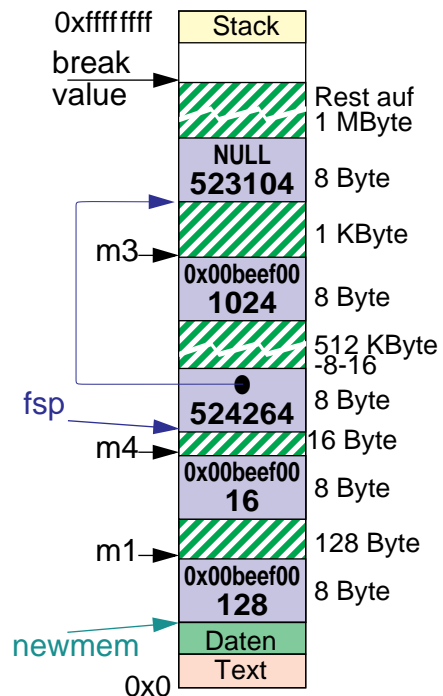 0xffffffff
Stack
break
value
Rest auf
1 MByte
NULL
523104
8 Byte
1 KByte
m3
0x00beef00
1024
8 Byte
512 KByte
-8-16
524264
8 Byte
fsp
16 Byte
m4
0x00beef00
16
8 Byte
128 Byte
m1
0x00beef00
128
8 Byte
newmem
Daten
Text
0x0